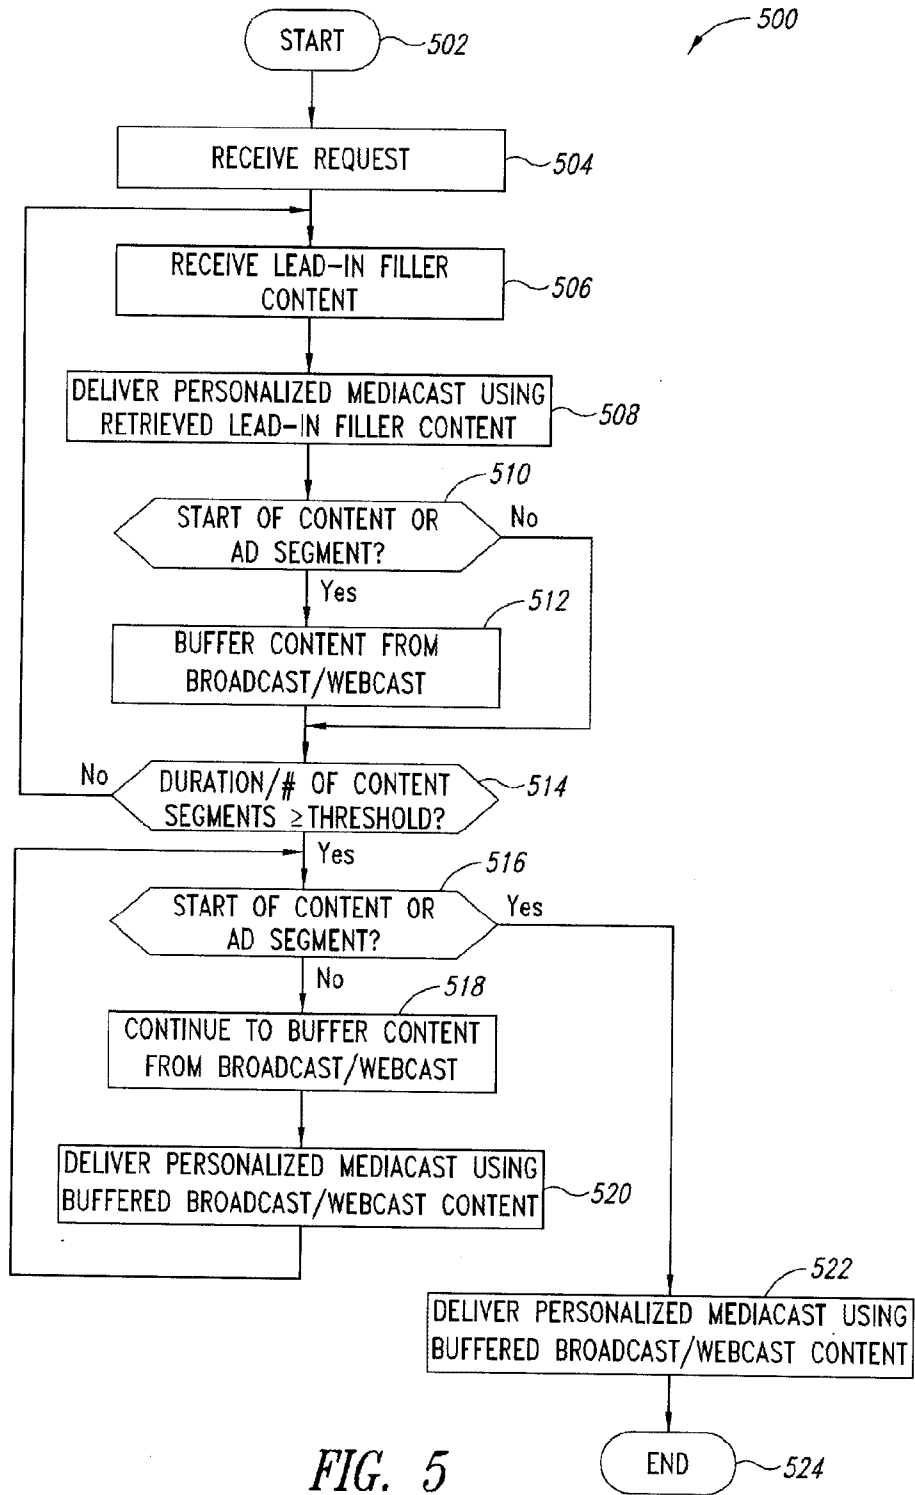 500
START
502
RECEIVE REQUEST
504
RECEIVE LEAD-IN FILLER
CONTENT
506
DELIVER PERSONALIZED MEDIACAST USING
RETRIEVED LEAD-IN FILLER CONTENT
508
510
START OF CONTENT OR
AD SEGMENT?
No
Yes
512
BUFFER CONTENT FROM
BROADCAST/WEBCAST
No
DURATION/# OF CONTENT
SEGMENTS ≥THRESHOLD?
514
Yes
516
START OF CONTENT OR
AD SEGMENT?
Yes
No
518
CONTINUE TO BUFFER CONTENT
FROM BROADCAST/WEBCAST
DELIVER PERSONALIZED MEDIACAST USING
BUFFERED BROADCAST/WEBCAST CONTENT
520
522
DELIVER PERSONALIZED MEDIACAST USING
BUFFERED BROADCAST/WEBCAST CONTENT
END
524
FIG. 5